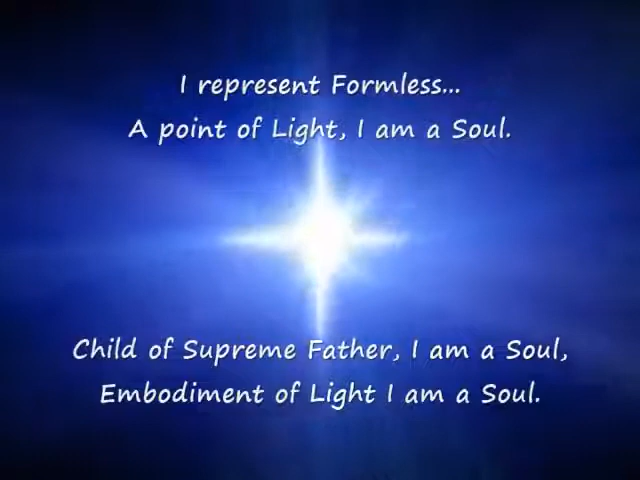 I represent Formless...
A point of Light, I am a Soul.
Child of Supreme Father, I am a Soul,
Embodiment of Light I am a Soul.